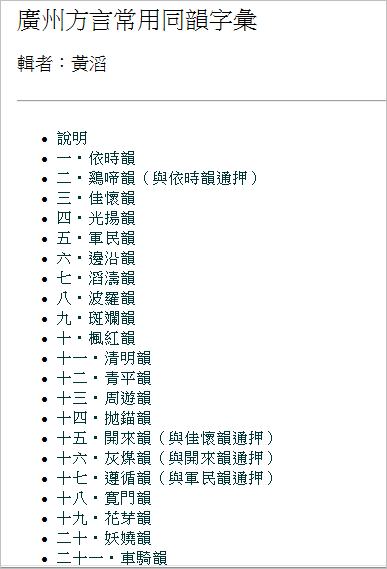 廣州方言常用同韻字彙
輯者：黃滔
說明
一‧依時韻
二‧鷄啼韻（與依時韻通押）
三‧佳懷韻
四‧光揚韻
五‧軍民韻
六‧邊沿韻
七‧滔濤韻
八‧波羅韻
九‧斑斕韻
十‧楓紅韻
十一‧清明韻
十二‧青平韻
十三‧周遊韻
十四‧拋錨韻
十五‧開來韻（與佳懷韻通押）
十六‧灰煤韻（與開來韻通押）
十七‧遵循韻（與軍民韻通押）
十八‧寬門韻
十九‧花芽韻
二十‧妖嬈韻
二十一‧車騎韻